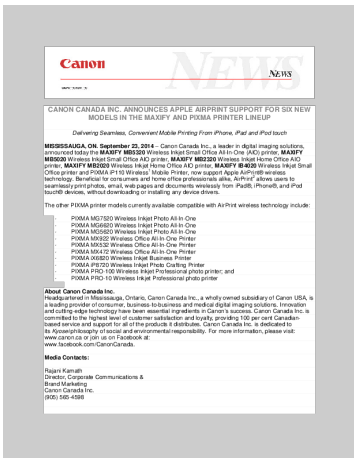 Canon
NEWS
NEWS
www.canon.ca
CANON CANADA INC. ANNOUNCES APPLE AIRPRINT SUPPORT FOR SIX NEW
MODELS IN THE MAXIFY AND PIXMA PRINTER LINEUP
Delivering Seamless, Convenient Mobile Printing From iPhone, iPad and iPod touch
MISSISSAUGA, ON. September 23, 2014 – Canon Canada Inc., a leader in digital imaging solutions,
announced today the MAXIFY MB5320 Wireless Inkjet Small Office All-In-One (AIO) printer, MAXIFY
MB5020 Wireless Inkjet Small Office AIO printer, MAXIFY MB2320 Wireless Inkjet Home Office AIO
printer, MAXIFY MB2020 Wireless Inkjet Home Office AIO printer, MAXIFY IB4020 Wireless Inkjet Small
Office printer and PIXMA iP110 Wireless¹ Mobile Printer, now support Apple AirPrint® wireless
technology. Beneficial for consumers and home office professionals alike, AirPrint® allows users to
seamlessly print photos, email, web pages and documents wirelessly from iPad®, iPhone®, and iPod
touch® devices, without downloading or installing any device drivers.
The other PIXMA printer models currently available compatible with AirPrint wireless technology include:
PIXMA MG7520 Wireless Inkjet Photo All-In-One
PIXMA MG6620 Wireless Inkjet Photo All-In-One
PIXMA MG5620 Wireless Inkjet Photo All-In-One
PIXMA MX922 Wireless Office All-In-One Printer
PIXMA MX532 Wireless Office All-In-One Printer
PIXMA MX472 Wireless Office All-In-One Printer
PIXMA iX6820 Wireless Inkjet Business Printer
PIXMA iP8720 Wireless Inkjet Photo Crafting Printer
PIXMA PRO-100 Wireless Inkjet Professional photo printer; and
PIXMA PRO-10 Wireless Inkjet Professional photo printer
About Canon Canada Inc.
Headquartered in Mississauga, Ontario, Canon Canada Inc., a wholly owned subsidiary of Canon USA, is
a leading provider of consumer, business-to-business and medical digital imaging solutions. Innovation
and cutting-edge technology have been essential ingredients in Canon's success. Canon Canada Inc. is
committed to the highest level of customer satisfaction and loyalty, providing 100 per cent Canadian-
based service and support for all of the products it distributes. Canon Canada Inc. is dedicated to
its Kyosei philosophy of social and environmental responsibility. For more information, please visit:
www.canon.ca or join us on Facebook at:
www.facebook.com/CanonCanada.
Media Contacts:
Rajani Kamath
Director, Corporate Communications &
Brand Marketing
Canon Canada Inc.
(905) 565-4598